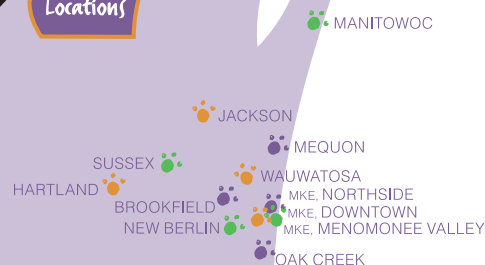 Locations
MANITOWOC
JACKSON
MEQUON
SUSSEX
WAUWATOSA
HARTLAND
MKE, NORTHSIDE
BROOKFIELD
MKE, DOWNTOWN
NEW BERLIN
MKE, MENOMONEE VALLEY
OAK CREEK